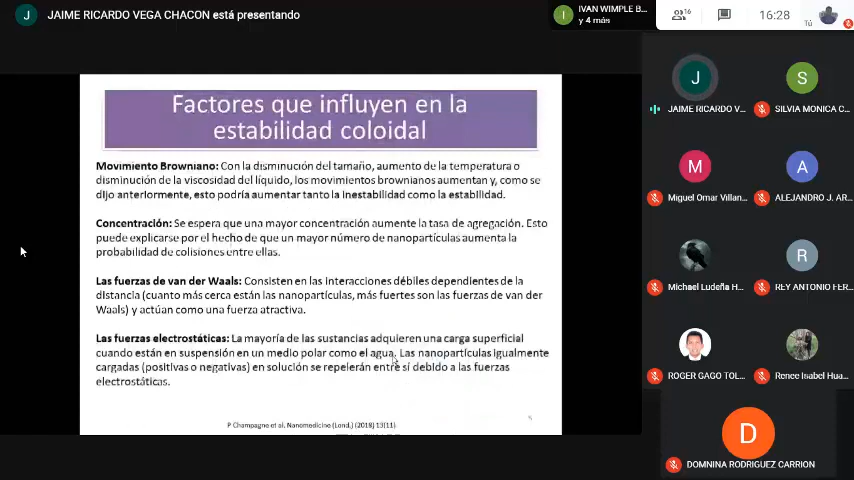 J JAIME RICARDO VEGA CHACON está presentando
I IVAN WIMPLE B...
y 4 más
16
16:28
Tú
Factores que influyen en la
estabilidad coloidal
Movimiento Browniano: Con la disminución del tamaño, aumento de la temperatura o
disminución de la viscosidad del líquido, los movimientos brownianos aumentan y, como se
dijo anteriormente, esto podría aumentar tanto la inestabilidad como la estabilidad.
Concentración: Se espera que una mayor concentración aumente la tasa de agregación. Esto
puede explicarse por el hecho de que un mayor número de nanopartículas aumenta la
probabilidad de colisiones entre ellas.
Las fuerzas de van der Waals: Consisten en las interacciones débiles dependientes de la
distancia (cuanto más cerca están las nanopartículas, más fuertes son las fuerzas de van der
Waals) y actúan como una fuerza atractiva.
Las fuerzas electrostáticas: La mayoría de las sustancias adquieren una carga superficial
cuando están en suspensión en un medio polar como el agua. Las nanopartículas igualmente
cargadas (positivas o negativas) en solución se repelerán entre sí debido a las fuerzas
electrostáticas.
P Champagne et al. Nanomedicine (Lond.) (2018) 13(11).
J
JAIME RICARDO V...
S
SILVIA MONICA C...
M
Miguel Omar Villan...
A
ALEJANDRO J. AR...
Michael Ludeña H...
R
REY ANTONIO FER...
ROGER GAGO TOL...
Renee Isabel Hua...
D
DOMNINA RODRIGUEZ CARRION